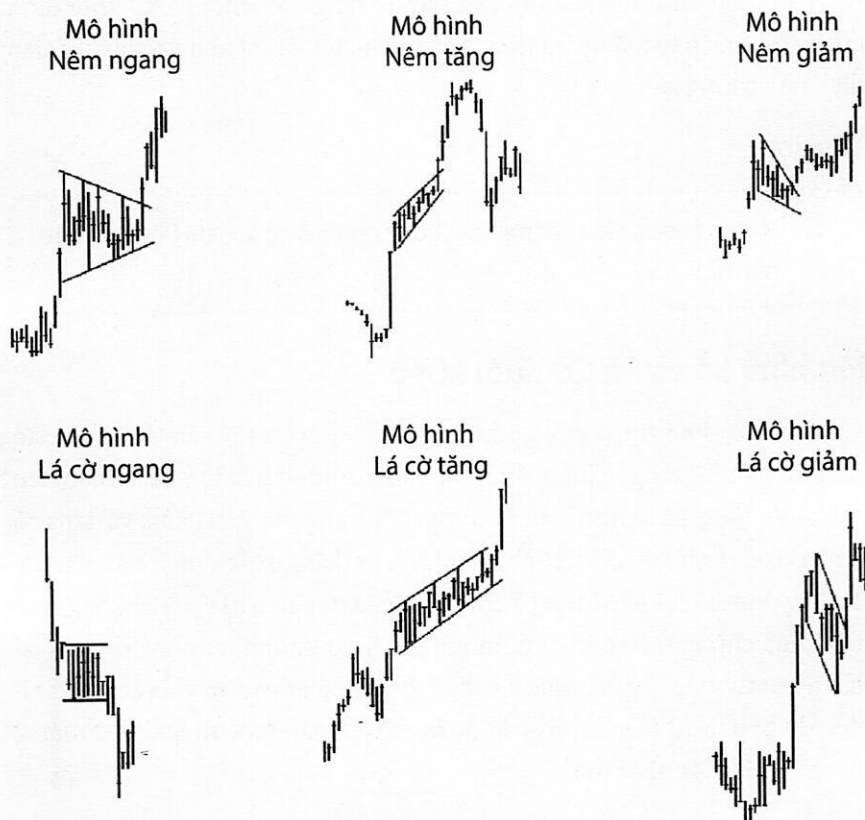 Mô hình
Nêm ngang
Mô hình
Nêm tăng
Mô hình
Nêm giảm
Mô hình
Lá cờ ngang
Mô hình
Lá cờ tăng
Mô hình
Lá cờ giảm